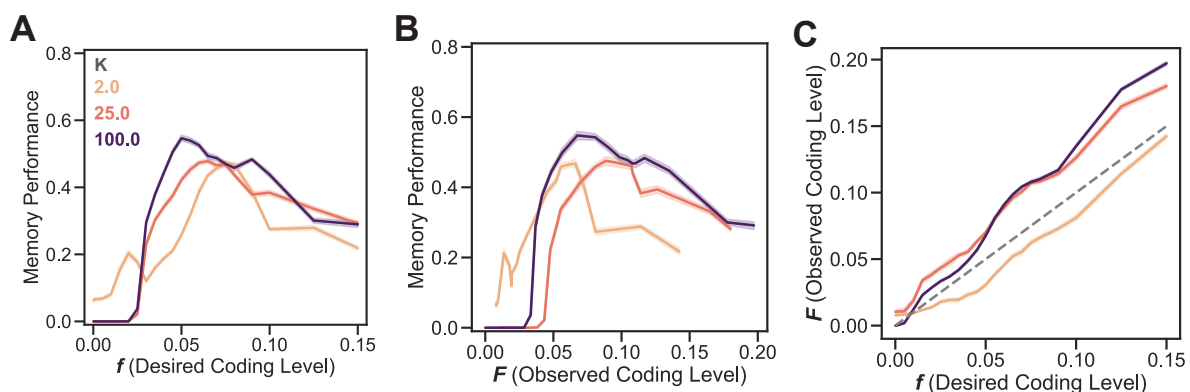 A
Memory Performance
0.8
0.6
0.4
0.2
0.0
K
2.0
25.0
100.0
0.00 0.05 0.10 0.15
f (Desired Coding Level)
B
Memory Performance
0.8
0.6
0.4
0.2
0.0
0.00 0.05 0.10 0.15 0.20
F (Observed Coding Level)
C
F (Observed Coding Level)
0.20
0.15
0.10
0.05
0.00
0.00 0.05 0.10 0.15
f (Desired Coding Level)